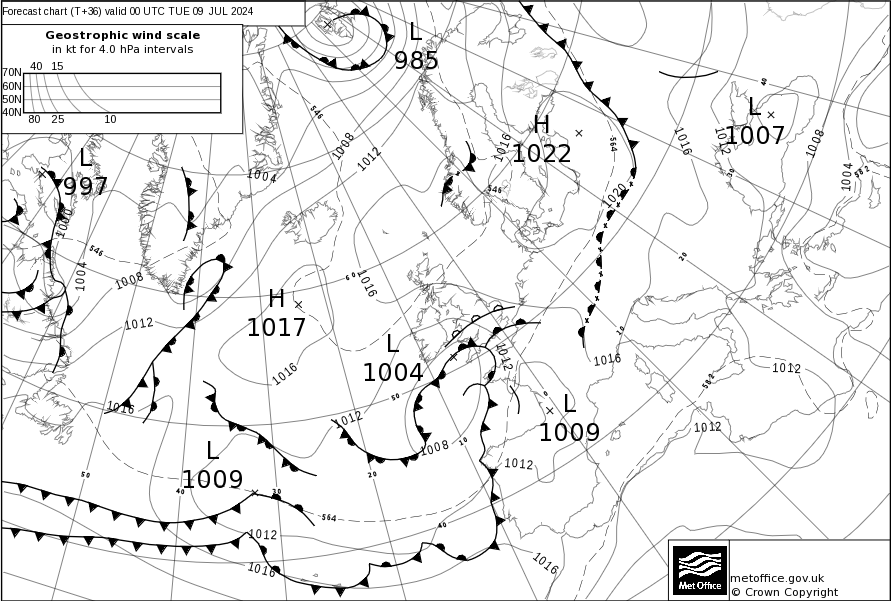 Forecast chart (T+36) valid 00 UTC TUE 09 JUL 2024
Geostrophic wind scale
in kt for 4.0 hPa intervals
40 15
70N
60N
50N
40N
80 25 10
L
985
H
1022
L
1007
L
997
H
1017
L
1004
L
1009
L
1009
546
1008
1012
1004
1016
564
1020
546
1016
1012
40
1008
1004
582
30
20
1000
546
1004
1008
1012
1016
60
1016
1016
50
1012
1008
10
1012
0
10
1016
582
1012
1012
50
40
30
20
564
40
1012
1012
1016
1016
Met Office
metoffice.gov.uk
© Crown Copyright